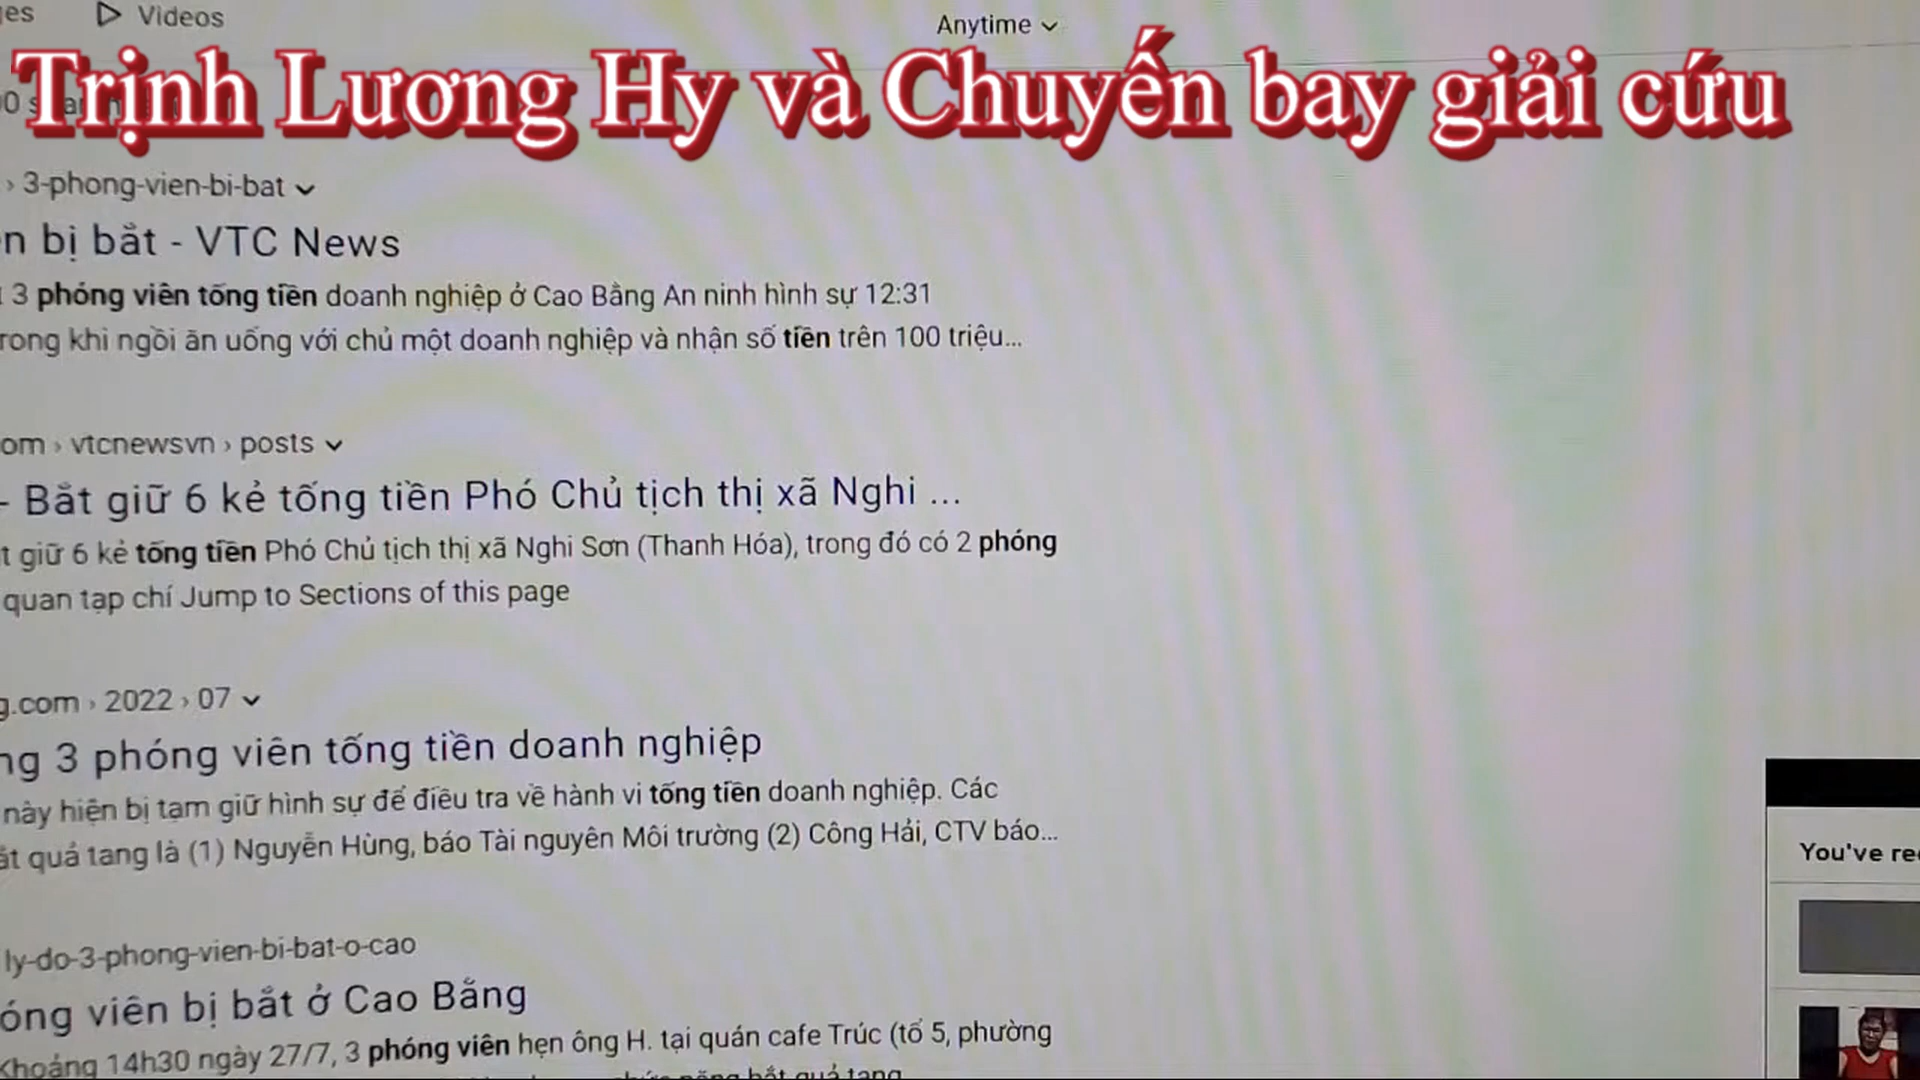 Videos
Anytime
Trịnh Lương Hy và Chuyến bay giải cứu
› 3-phong-vien-bi-bat
n bị bắt - VTC News
3 phóng viên tống tiền doanh nghiệp ở Cao Bằng An ninh hình sự 12:31
rong khi ngồi ăn uống với chủ một doanh nghiệp và nhận số tiền trên 100 triệu...
om › vtcnewsvn › posts
- Bắt giữ 6 kẻ tống tiền Phó Chủ tịch thị xã Nghi ...
t giữ 6 kẻ tống tiền Phó Chủ tịch thị xã Nghi Sơn (Thanh Hóa), trong đó có 2 phóng
quan tạp chí Jump to Sections of this page
g.com › 2022 › 07
ng 3 phóng viên tống tiền doanh nghiệp
này hiện bị tạm giữ hình sự để điều tra về hành vi tống tiền doanh nghiệp. Các
ắt quả tang là (1) Nguyễn Hùng, báo Tài nguyên Môi trường (2) Công Hải, CTV báo...
You've re
ly-do-3-phong-vien-bi-bat-o-cao
óng viên bị bắt ở Cao Bằng
Khoảng 14h30 ngày 27/7, 3 phóng viên hẹn ông H. tại quán cafe Trúc (tổ 5, phường
bắt quả tang